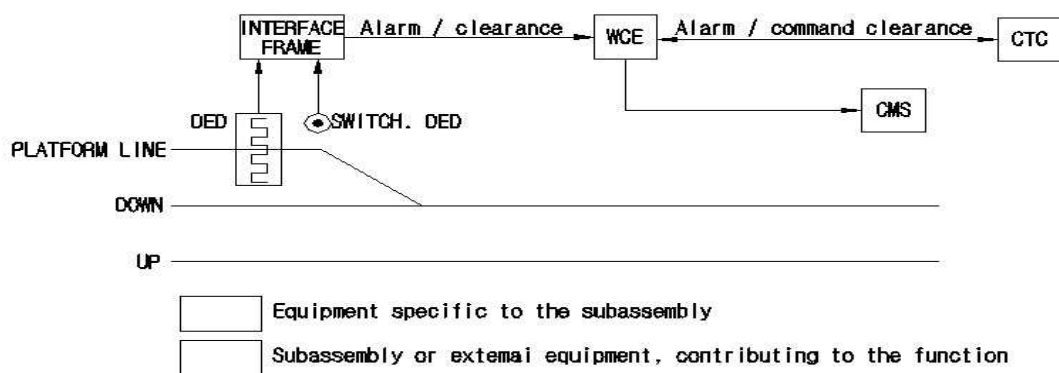 INTERFACE
FRAME
Alarm / clearance
WCE
Alarm / command clearance
CTC
CMS
DED
SWITCH. DED
PLATFORM LINE
DOWN
UP
Equipment specific to the subassembly
Subassembly or extemai equipment, contributing to the function